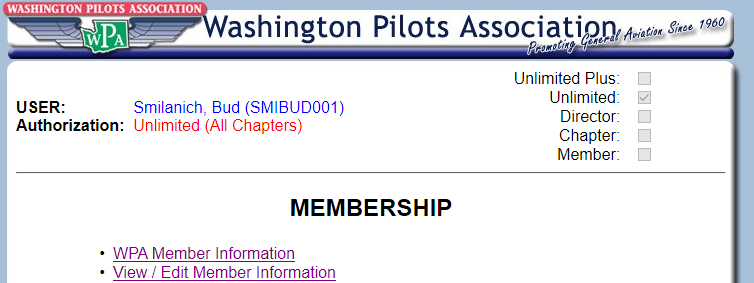 WASHINGTON PILOTS ASSOCIATION
WPA
Washington Pilots Association
Promoting General Aviation Since 1960
Unlimited Plus:
Unlimited:
USER: Smilanich, Bud (SMIBUD001)
Director:
Authorization: Unlimited (All Chapters)
Chapter:
Member:
MEMBERSHIP
• WPA Member Information
• View / Edit Member Information